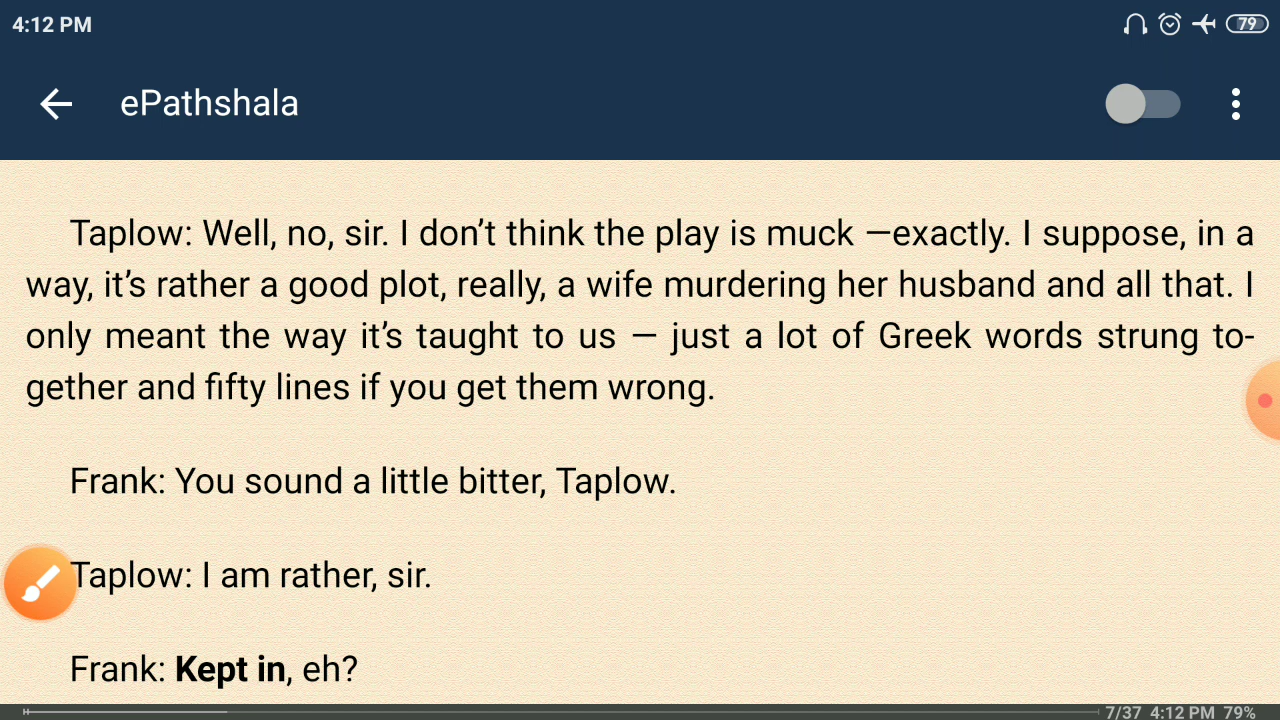 4:12 PM
79
ePathshala
Taplow: Well, no, sir. I don’t think the play is muck —exactly. I suppose, in a
way, it’s rather a good plot, really, a wife murdering her husband and all that. I
only meant the way it’s taught to us — just a lot of Greek words strung to-
gether and fifty lines if you get them wrong.
Frank: You sound a little bitter, Taplow.
Taplow: I am rather, sir.
Frank: Kept in, eh?
7/37 4:12 PM 79%